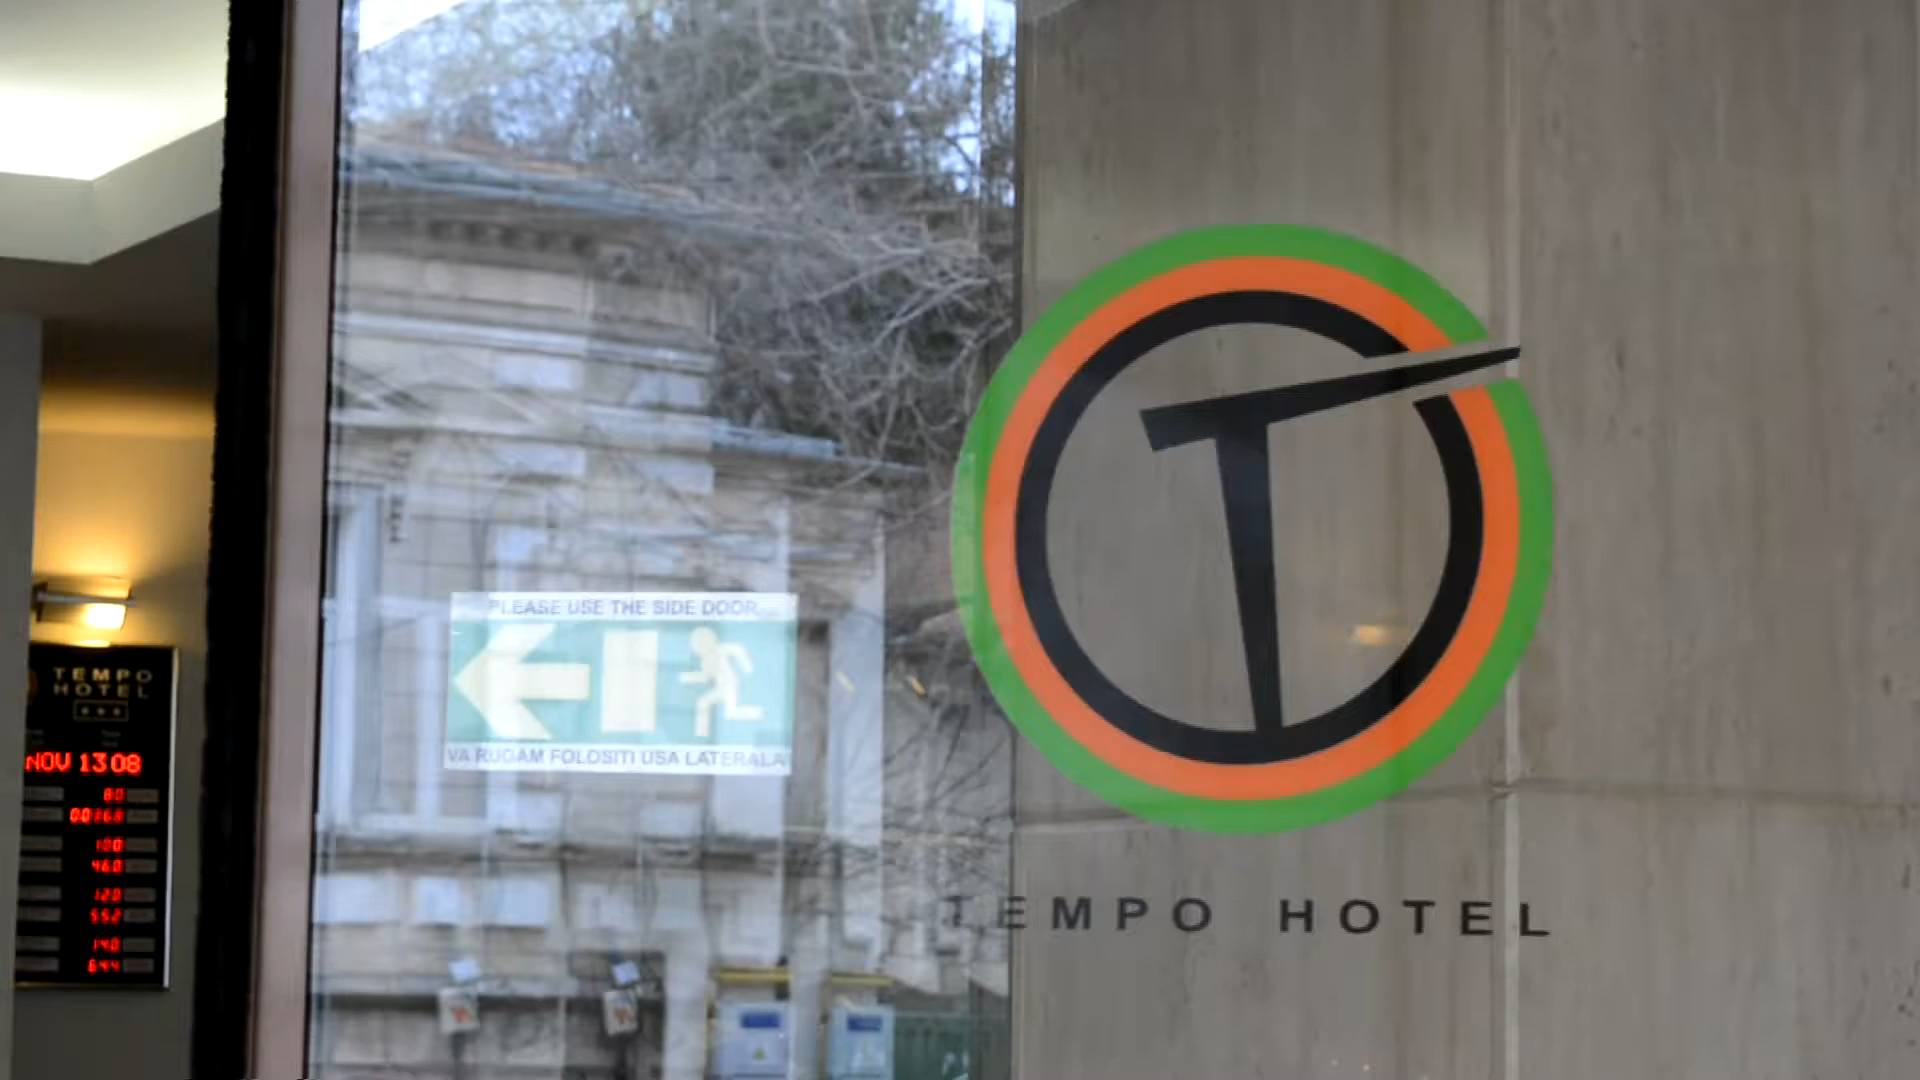 TEMPO
HOTEL
NOV 13 08
80
100
460
120
552
140
644
PLEASE USE THE SIDE DOOR
VA RUGAM FOLOSITI USA LATERALA
T
TEMPO HOTEL